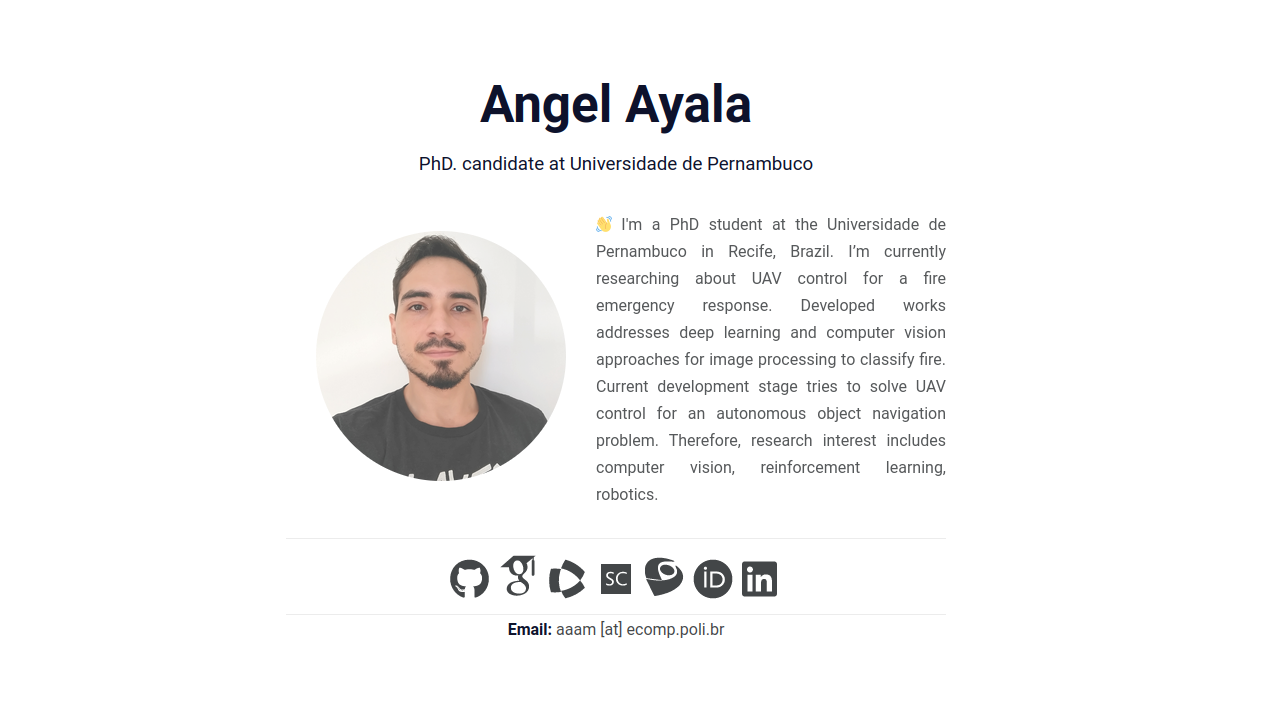 Angel Ayala
PhD. candidate at Universidade de Pernambuco
👋 I'm a PhD student at the Universidade de
Pernambuco in Recife, Brazil. I’m currently
researching about UAV control for a fire
emergency response. Developed works
addresses deep learning and computer vision
approaches for image processing to classify fire.
Current development stage tries to solve UAV
control for an autonomous object navigation
problem. Therefore, research interest includes
computer vision, reinforcement learning,
robotics.
g SC iD in
Email: aaam [at] ecomp.poli.br